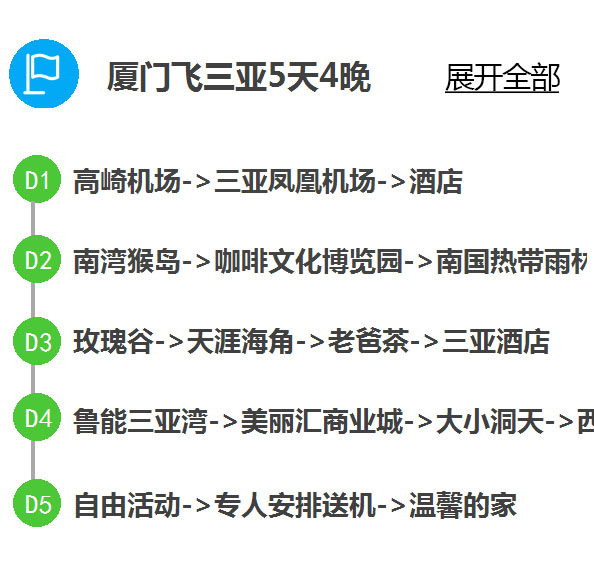 厦门飞三亚5天4晚 展开全部
D1 高崎机场->三亚凤凰机场->酒店
D2 南湾猴岛->咖啡文化博览园->南国热带雨林
D3 玫瑰谷->天涯海角->老爸茶->三亚酒店
D4 鲁能三亚湾->美丽汇商业城->大小洞天->西
D5 自由活动->专人安排送机->温馨的家